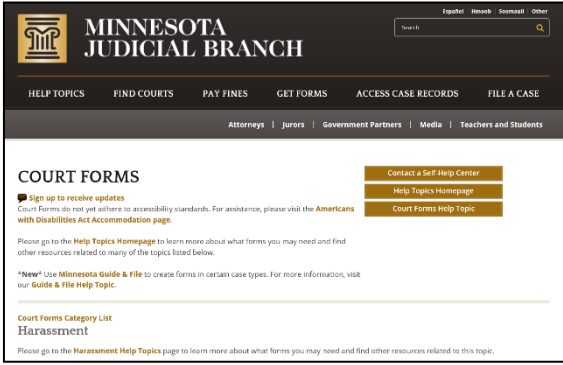 Español | Hmoob | Soomaali | Other
MINNESOTA
JUDICIAL BRANCH
Search
HELP TOPICS FIND COURTS PAY FINES GET FORMS ACCESS CASE RECORDS FILE A CASE
Attorneys | Jurors | Government Partners | Media | Teachers and Students
COURT FORMS
Sign up to receive updates
Court Forms do not yet adhere to accessibility standards. For assistance, please visit the Americans
with Disabilities Act Accommodation page.
Please go to the Help Topics Homepage to learn more about what forms you may need and find
other resources related to many of the topics listed below.
*New* Use Minnesota Guide & File to create forms in certain case types. For more information, visit
our Guide & File Help Topic.
Contact a Self-Help Center
Help Topics Homepage
Court Forms Help Topic
Court Forms Category List
Harassment
Please go to the Harassment Help Topics page to learn more about what forms you may need and find other resources related to this topic.